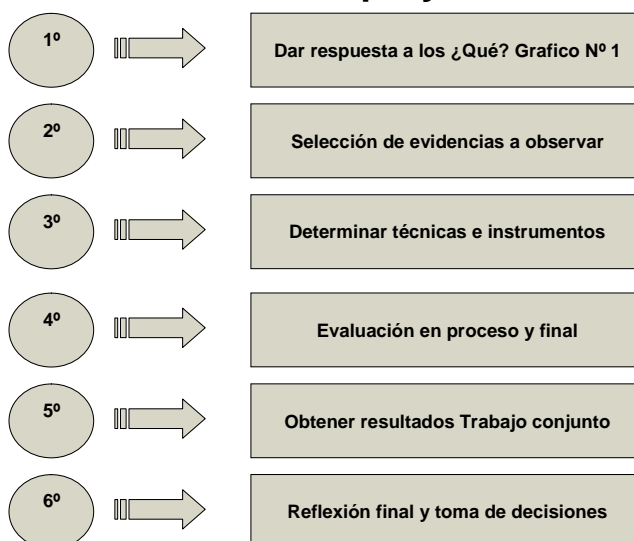 1º
Dar respuesta a los ¿Qué? Grafico Nº 1
2º
Selección de evidencias a observar
3º
Determinar técnicas e instrumentos
4º
Evaluación en proceso y final
5º
Obtener resultados Trabajo conjunto
6º
Reflexión final y toma de decisiones